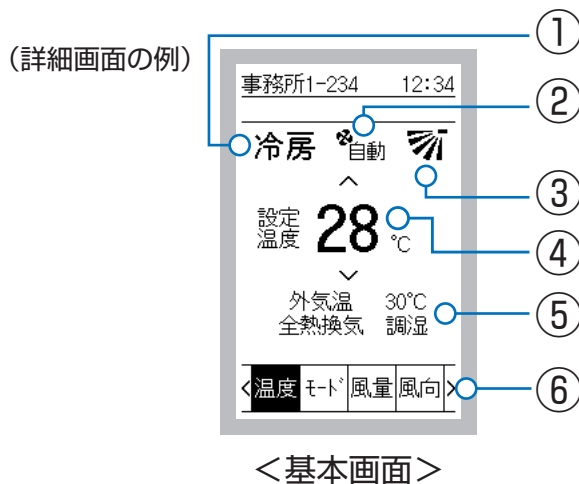 (詳細画面の例)
事務所1-234 12:34
冷房 自動
設定温度 28 ℃
外気温 30℃
全熱換気 調湿
<温度 ﾓｰﾄﾞ 風量 風向>
①
②
③
④
⑤
⑥
＜基本画面＞